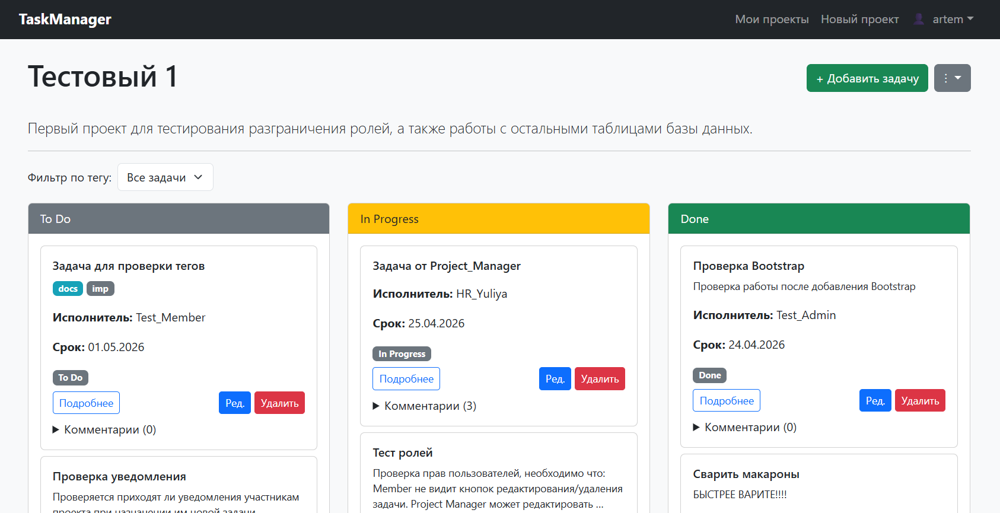 TaskManager
Мои проекты
Новый проект
artem
Тестовый 1
+ Добавить задачу
⋮
Первый проект для тестирования разграничения ролей, а также работы с остальными таблицами базы данных.
Фильтр по тегу:
Все задачи
To Do
Задача для проверки тегов
docs imp
Исполнитель: Test_Member
Срок: 01.05.2026
To Do
Подробнее Ред. Удалить
▶ Комментарии (0)
Проверка уведомления
Проверяется приходят ли уведомления участникам
проекта при назначении им новой задачи
In Progress
Задача от Project_Manager
Исполнитель: HR_Yuliya
Срок: 25.04.2026
In Progress
Подробнее Ред. Удалить
▶ Комментарии (3)
Тест ролей
Проверка прав пользователей, необходимо что:
Member не видит кнопок редактирования/удаления
задачи. Project Manager может редактировать ...
Done
Проверка Bootstrap
Проверка работы после добавления Bootstrap
Исполнитель: Test_Admin
Срок: 24.04.2026
Done
Подробнее Ред. Удалить
▶ Комментарии (0)
Сварить макароны
БЫСТРЕЕ ВАРИТЕ!!!!